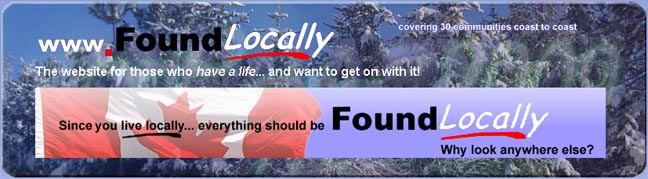 covering 30 communities coast to coast
www.FoundLocally
The website for those who have a life... and want to get on with it!
Since you live locally... everything should be FoundLocally
Why look anywhere else?